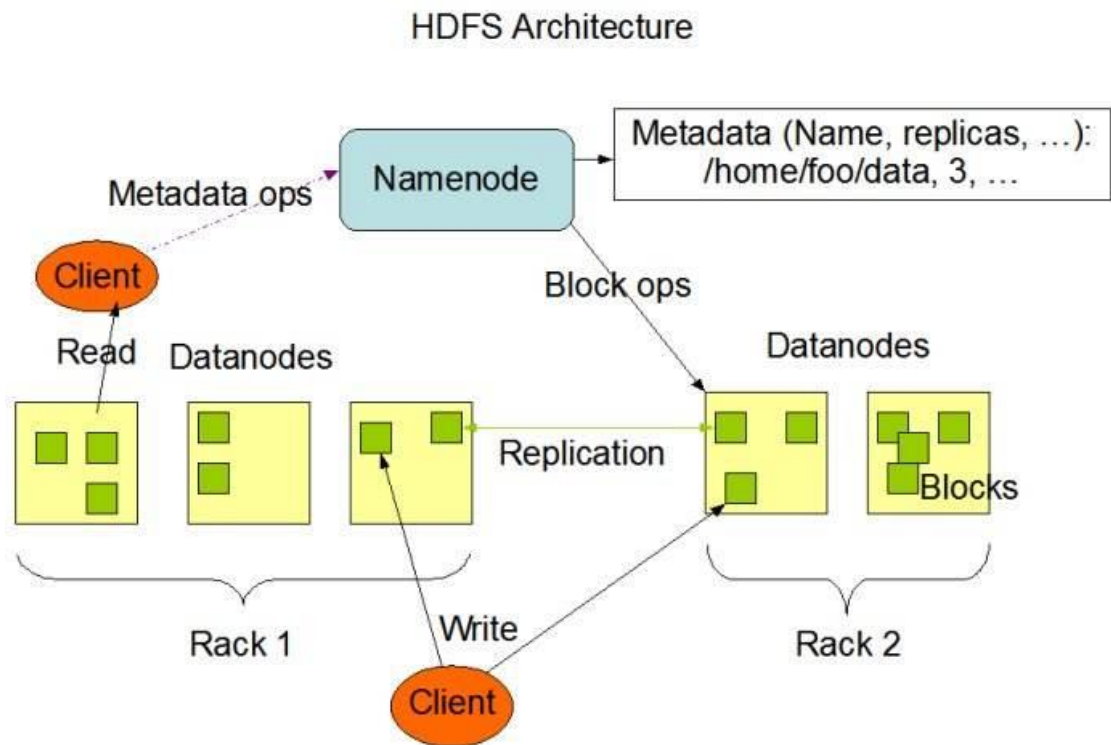 HDFS Architecture
Metadata (Name, replicas, …):
/home/foo/data, 3, …
Namenode
Metadata ops
Client
Block ops
Read
Datanodes
Datanodes
Replication
Blocks
Rack 1
Write
Rack 2
Client